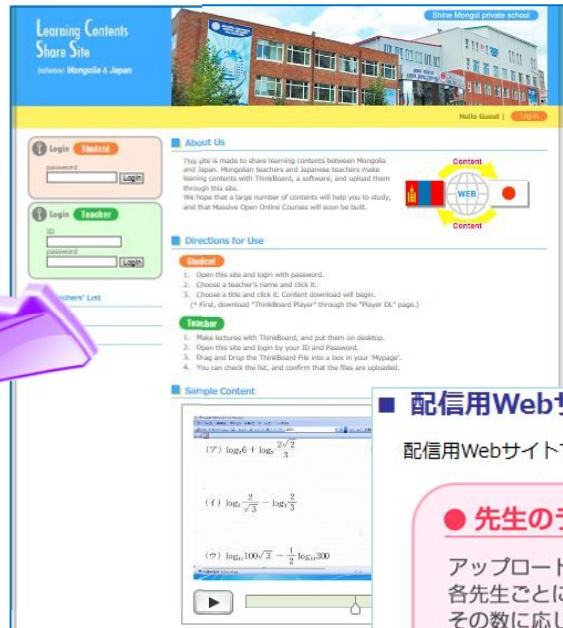 Learning Contents
Share Site
between Mongolia & Japan
Shine Mongol private school
Hello Guest | Login
Login Student
password
Login
Login Teacher
ID
password
Login
Teachers' List
About Us
This site is made to share learning contents between Mongolia
and Japan. Mongolian teachers and Japanese teachers make
learning contents with ThinkBoard, a software, and upload them
through this site.
We hope that a large number of contents will help you to study,
and that Massive Open Online Courses will soon be built.
Content
WEB
Content
Directions for Use
Student
1. Open this site and login with password.
2. Choose a teacher's name and click it.
3. Choose a title and click it. Content download will begin.
(* First, download "ThinkBoard Player" through the "Player DL" page.)
Teacher
1. Make lectures with ThinkBoard, and put them on desktop.
2. Open this site and login by your ID and Password.
3. Drag and Drop the ThinkBoard File into a box in your 'Mypage'.
4. You can check the list, and confirm that the files are uploaded.
Sample Content
(ア) log₃6 + log₃ 2√2/3
(イ) log₂ 2/√3 − log₂ 2/3
(ウ) log₁₀100√3 − 1/2 log₁₀300
■ 配信用Web
配信用Webサイト
● 先生の
アップロード
各先生ごとに
その数に応